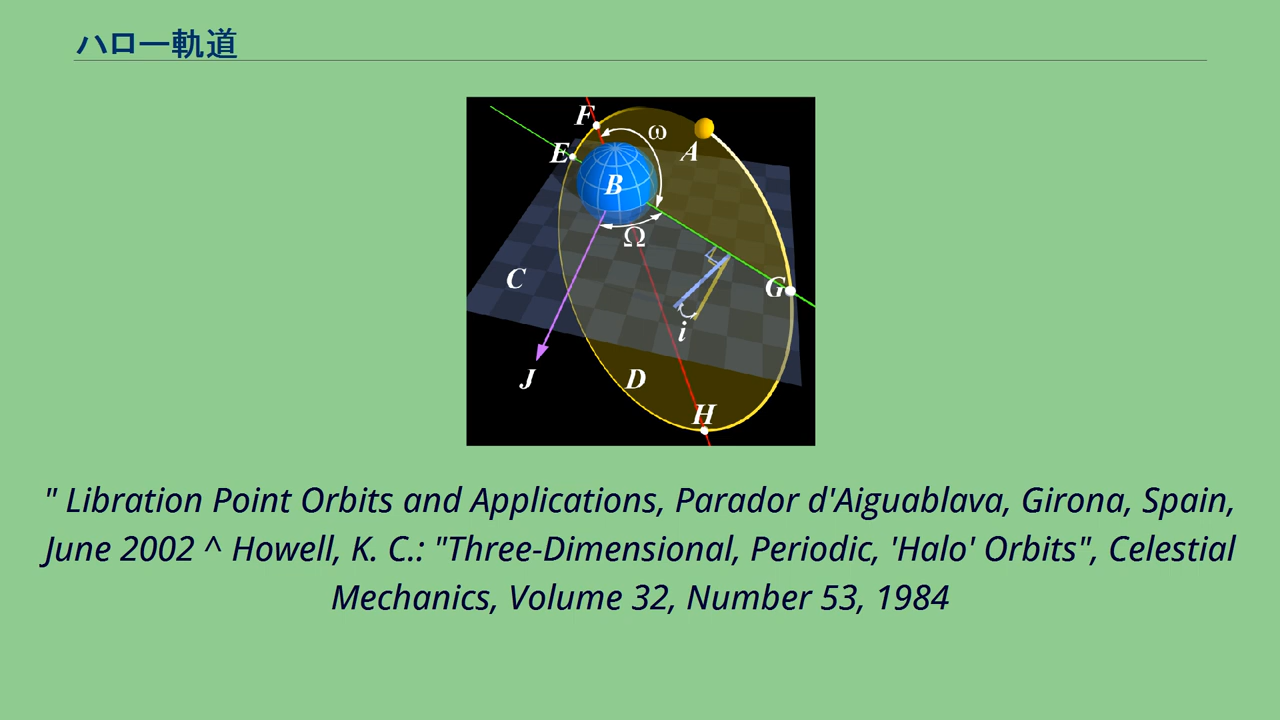 ハロー軌道
F
ω
A
E
B
Ω
C
G
i
J
D
H
" Libration Point Orbits and Applications, Parador d'Aiguablava, Girona, Spain,
June 2002 ^ Howell, K. C.: "Three-Dimensional, Periodic, 'Halo' Orbits", Celestial
Mechanics, Volume 32, Number 53, 1984